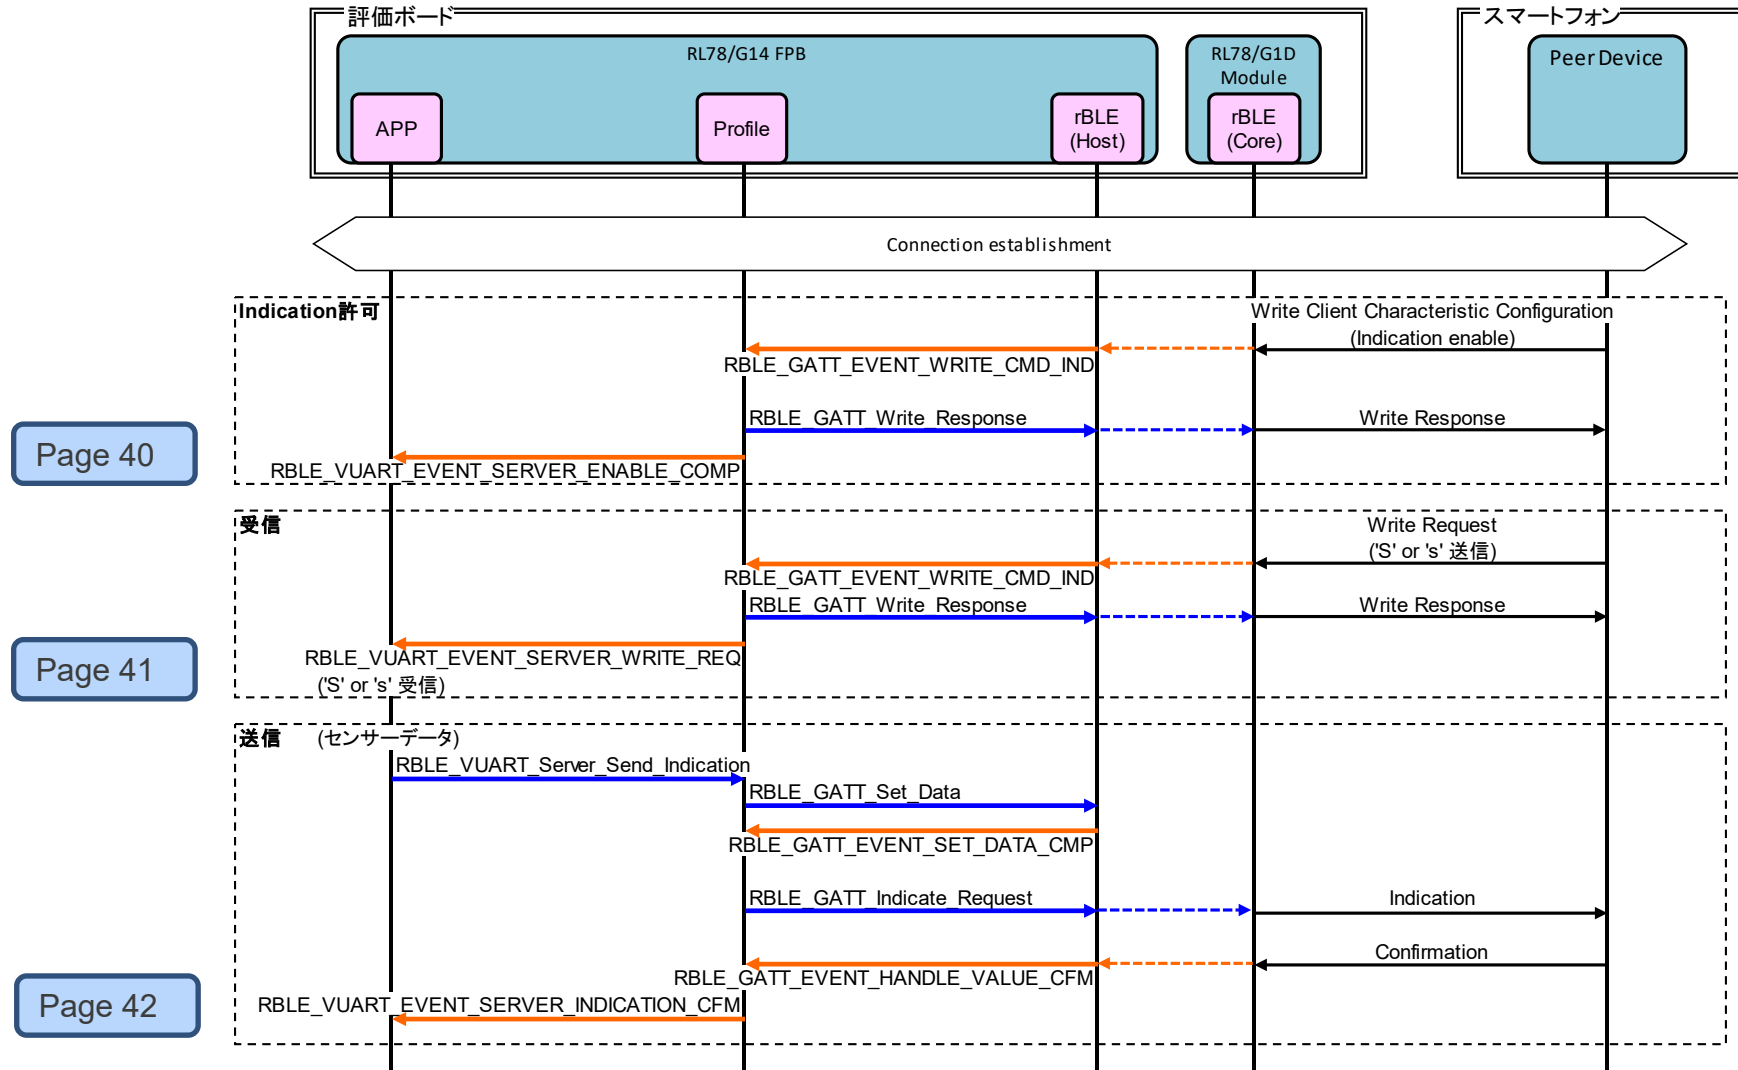 評価ボード
スマートフォン
RL78/G14 FPB
RL78/G1D
Module
Peer Device
APP
Profile
rBLE
(Host)
rBLE
(Core)
Connection establishment
Indication許可
Write Client Characteristic Configuration
(Indication enable)
RBLE_GATT_EVENT_WRITE_CMD_IND
RBLE_GATT_Write_Response
Write Response
Page 40
RBLE_VUART_EVENT_SERVER_ENABLE_COMP
受信
Write Request
('S' or 's' 送信)
RBLE_GATT_EVENT_WRITE_CMD_IND
RBLE_GATT_Write_Response
Write Response
Page 41
RBLE_VUART_EVENT_SERVER_WRITE_REQ
('S' or 's' 受信)
送信 (センサーデータ)
RBLE_VUART_Server_Send_Indication
RBLE_GATT_Set_Data
RBLE_GATT_EVENT_SET_DATA_CMP
RBLE_GATT_Indicate_Request
Indication
Confirmation
RBLE_GATT_EVENT_HANDLE_VALUE_CFM
Page 42
RBLE_VUART_EVENT_SERVER_INDICATION_CFM